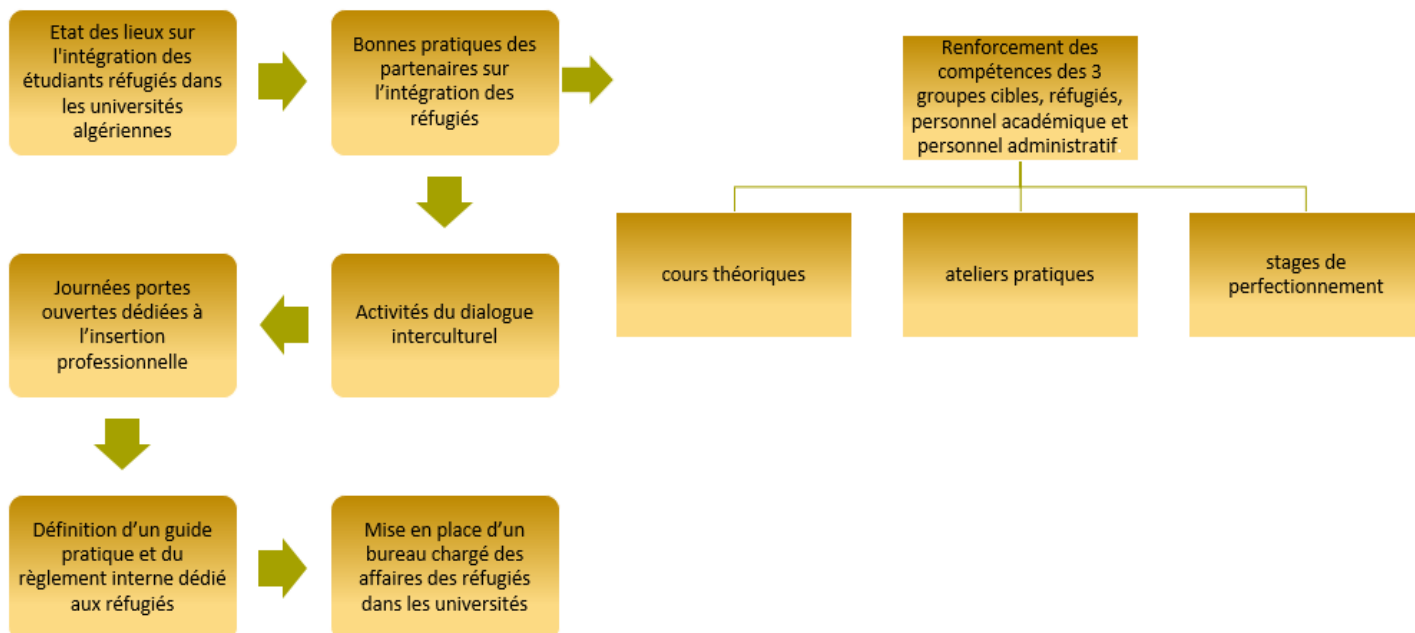 Etat des lieux sur
l'intégration des
étudiants réfugiés dans
les universités
algériennes
Bonnes pratiques des
partenaires sur
l’intégration des
réfugiés
Renforcement des
compétences des 3
groupes cibles, réfugiés,
personnel académique et
personnel administratif.
cours théoriques
ateliers pratiques
stages de
perfectionnement
Journées portes
ouvertes dédiées à
l’insertion
professionnelle
Activités du dialogue
interculturel
Définition d’un guide
pratique et du
règlement interne dédié
aux réfugiés
Mise en place d’un
bureau chargé des
affaires des réfugiés
dans les universités